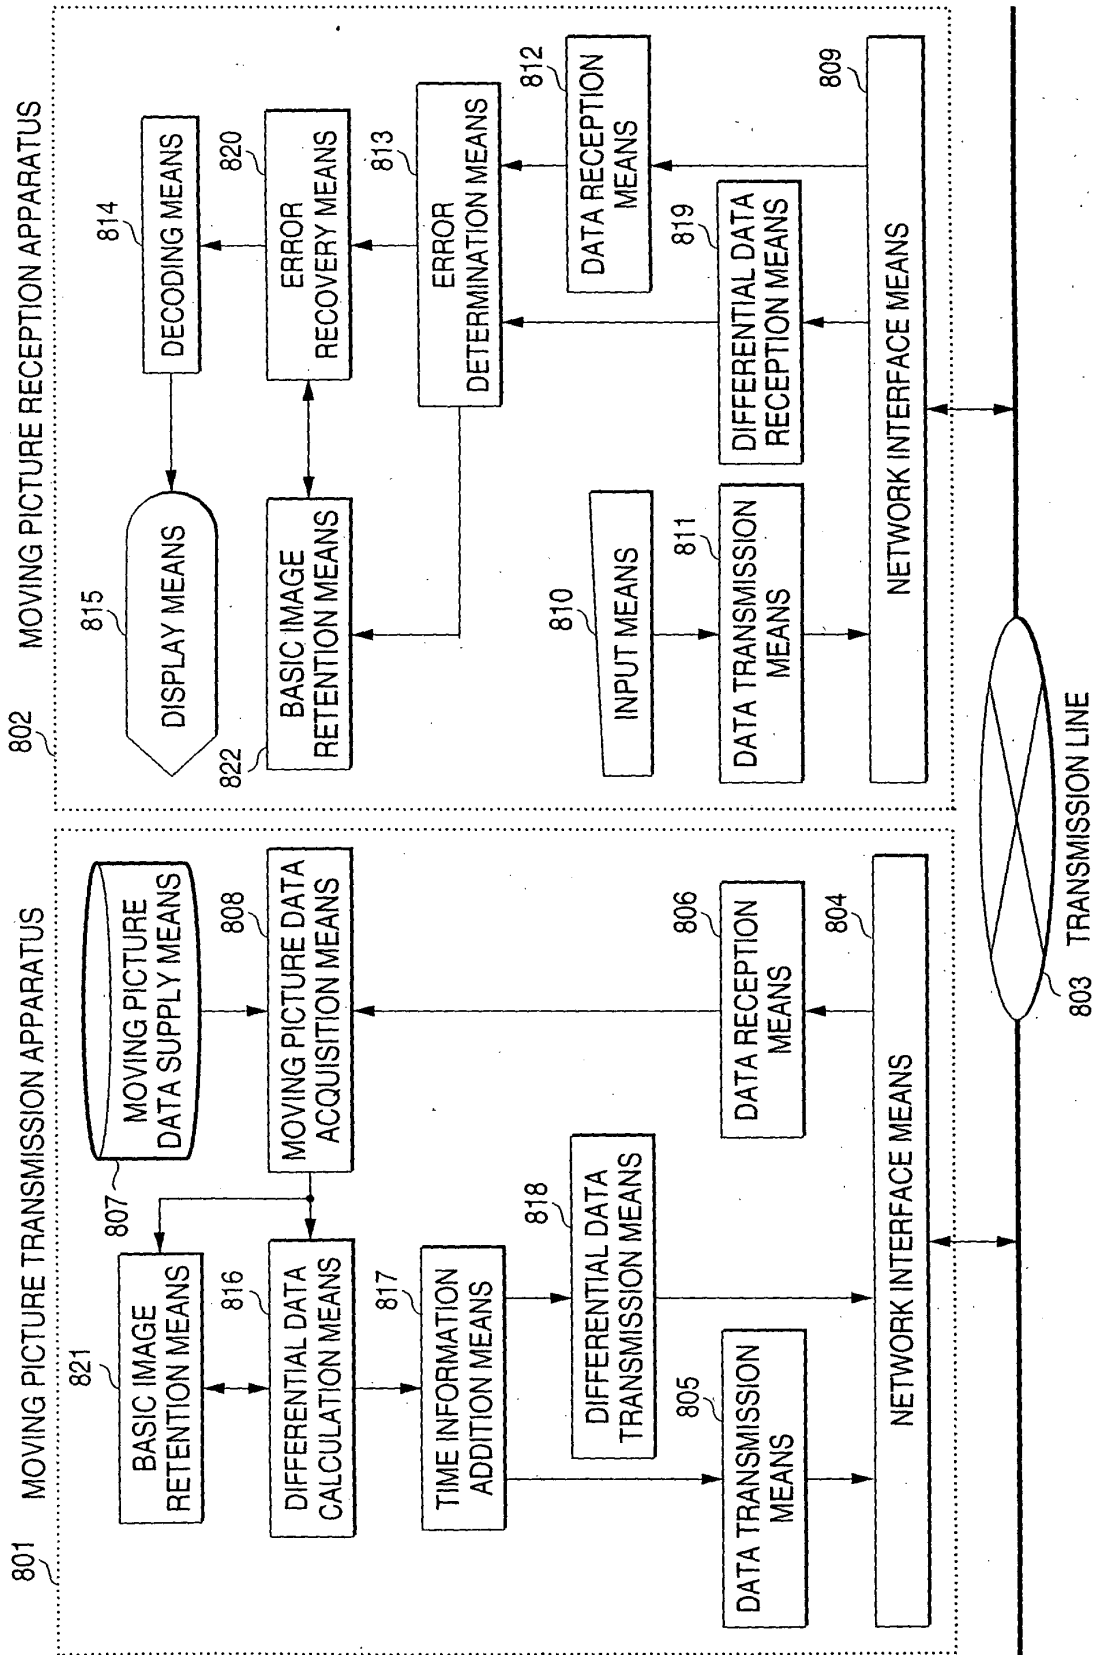 801
MOVING PICTURE TRANSMISSION APPARATUS
821
BASIC IMAGE
RETENTION MEANS
807
MOVING PICTURE
DATA SUPPLY MEANS
816
DIFFERENTIAL DATA
CALCULATION MEANS
808
MOVING PICTURE DATA
ACQUISITION MEANS
817
TIME INFORMATION
ADDITION MEANS
818
DIFFERENTIAL DATA
TRANSMISSION MEANS
805
DATA TRANSMISSION
MEANS
806
DATA RECEPTION
MEANS
804
NETWORK INTERFACE MEANS
802
MOVING PICTURE RECEPTION APPARATUS
815
DISPLAY MEANS
814
DECODING MEANS
822
BASIC IMAGE
RETENTION MEANS
820
ERROR
RECOVERY MEANS
813
ERROR
DETERMINATION MEANS
810
INPUT MEANS
812
DATA RECEPTION
MEANS
811
DATA TRANSMISSION
MEANS
819
DIFFERENTIAL DATA
RECEPTION MEANS
809
NETWORK INTERFACE MEANS
803
TRANSMISSION LINE